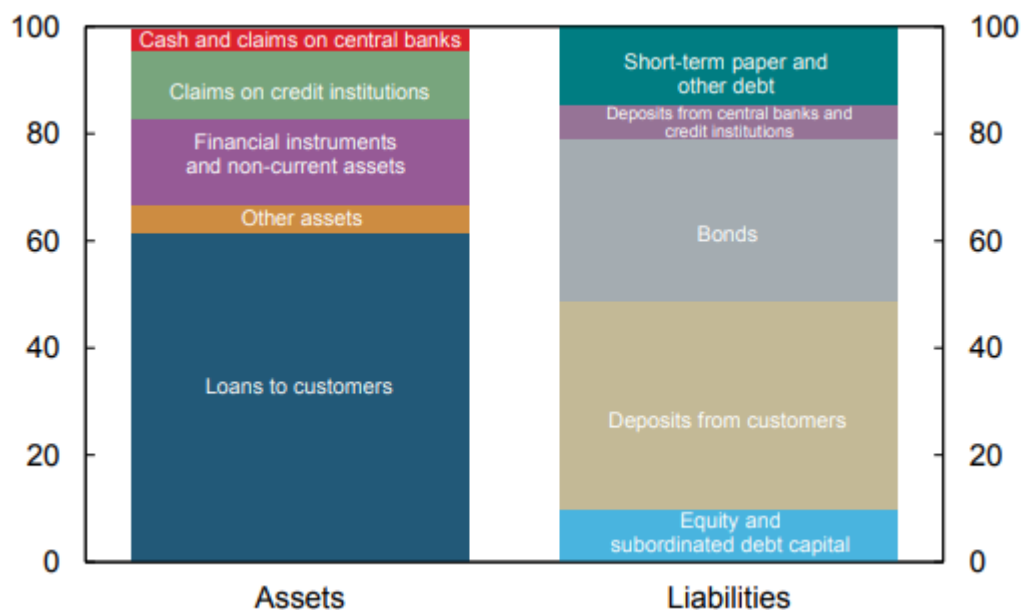 100
80
60
40
20
0
Cash and claims on central banks
Claims on credit institutions
Financial instruments
and non-current assets
Other assets
Loans to customers
Assets
Short-term paper and
other debt
Deposits from central banks and
credit institutions
Bonds
Deposits from customers
Equity and
subordinated debt capital
Liabilities
100
80
60
40
20
0